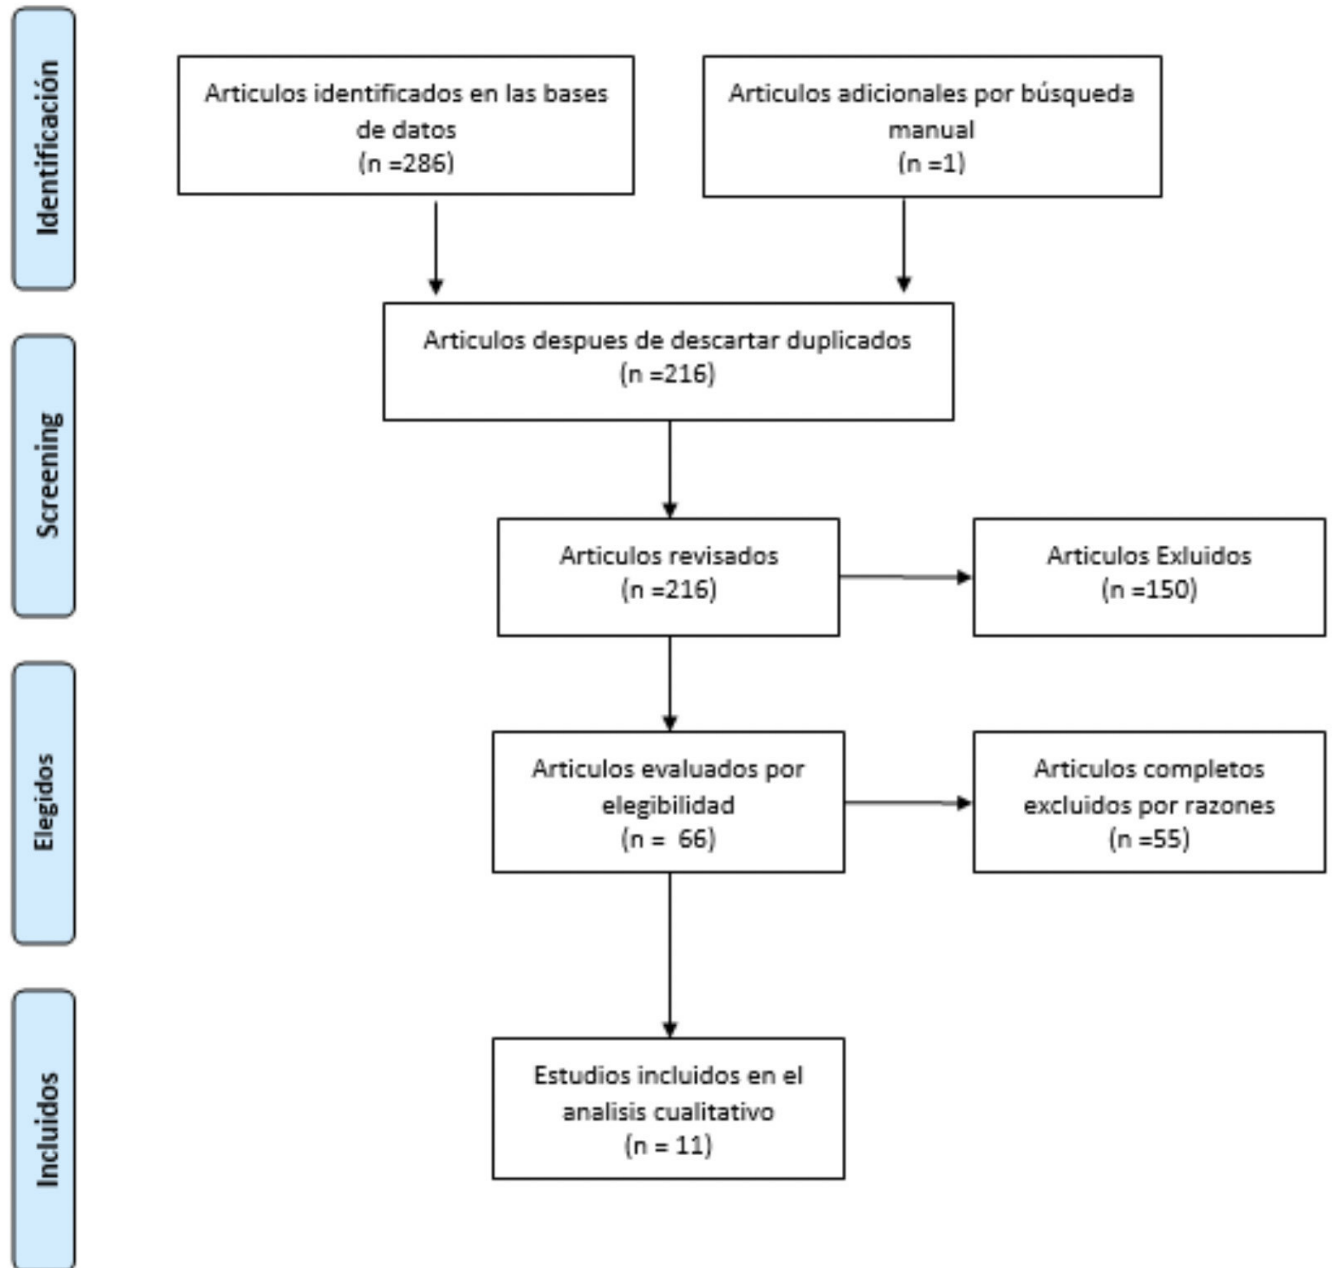 Identificación
Articulos identificados en las bases
de datos
(n =286)
Articulos adicionales por búsqueda
manual
(n =1)
Screening
Articulos despues de descartar duplicados
(n =216)
Articulos revisados
(n =216)
Articulos Exluidos
(n =150)
Elegidos
Articulos evaluados por
elegibilidad
(n =  66)
Articulos completos
excluidos por razones
(n =55)
Incluidos
Estudios incluidos en el
analisis cualitativo
(n = 11)